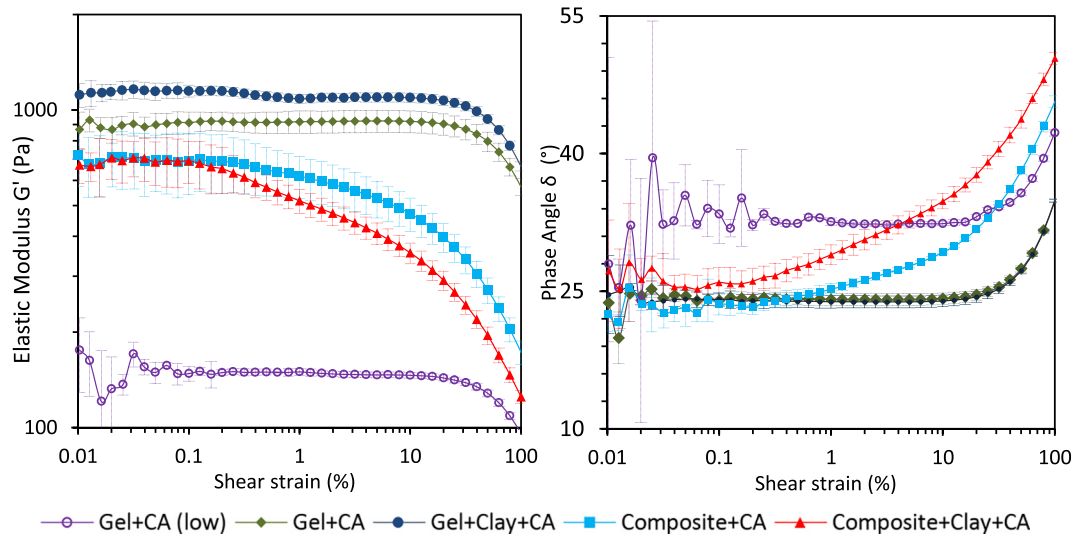 Elastic Modulus G' (Pa)
1000
100
0.01 0.1 1 10 100
Shear strain (%)
Phase Angle δ (°)
55
40
25
10
0.01 0.1 1 10 100
Shear strain (%)
Gel+CA (low) Gel+CA Gel+Clay+CA Composite+CA Composite+Clay+CA